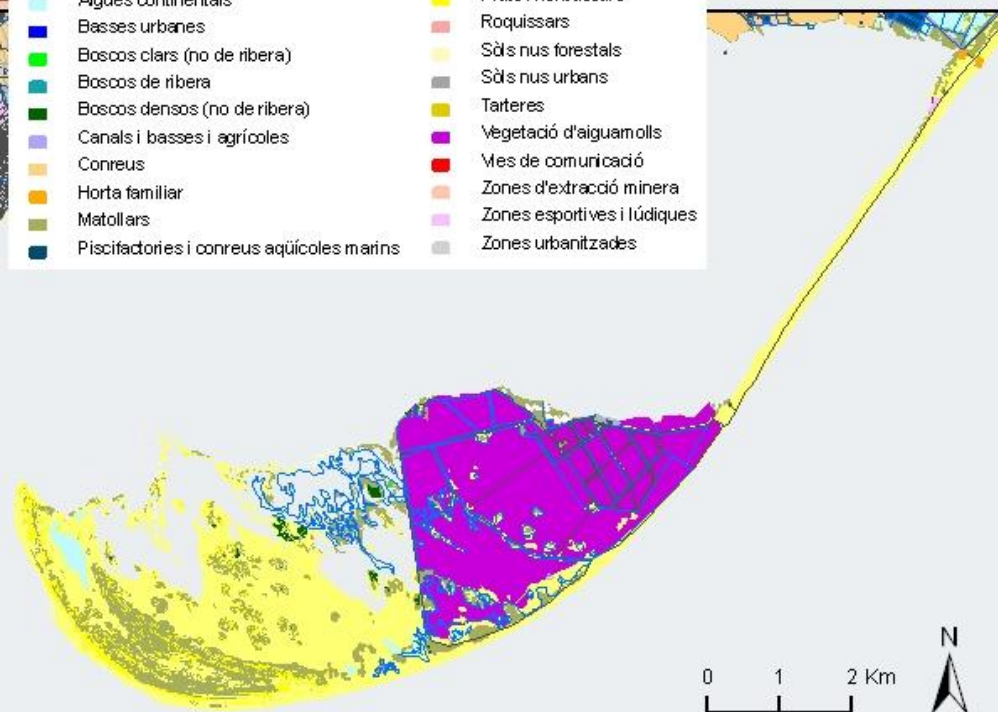 Aigües continentals
Basses urbanes
Boscos clars (no de ribera)
Boscos de ribera
Boscos densos (no de ribera)
Canals i basses i agrícoles
Conreus
Horta familiar
Matollars
Piscifactories i conreus aqüícoles marins
Roquissars
Sòls nus forestals
Sòls nus urbans
Tarteres
Vegetació d'aiguamolls
Vies de comunicació
Zones d'extracció minera
Zones esportives i lúdiques
Zones urbanitzades
N
0 1 2 Km